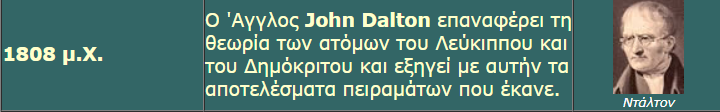 1808 μ.Χ.
Ο 'Αγγλος John Dalton επαναφέρει τη
θεωρία των ατόμων του Λεύκιππου και
του Δημόκριτου και εξηγεί με αυτήν τα
αποτελέσματα πειραμάτων που έκανε.
Ντάλτον